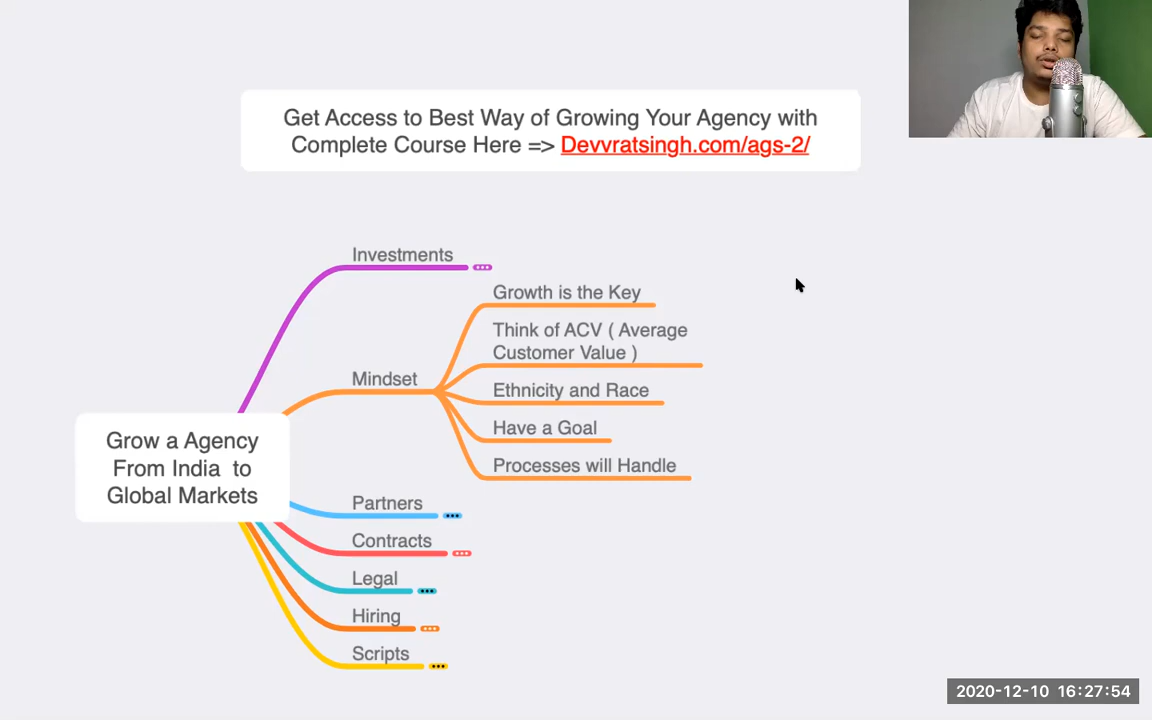 Get Access to Best Way of Growing Your Agency with
Complete Course Here => Devvratsingh.com/ags-2/
Investments
Growth is the Key
Think of ACV ( Average
Customer Value )
Mindset
Ethnicity and Race
Have a Goal
Processes will Handle
Grow a Agency
From India to
Global Markets
Partners
Contracts
Legal
Hiring
Scripts
2020-12-10 16:27:54